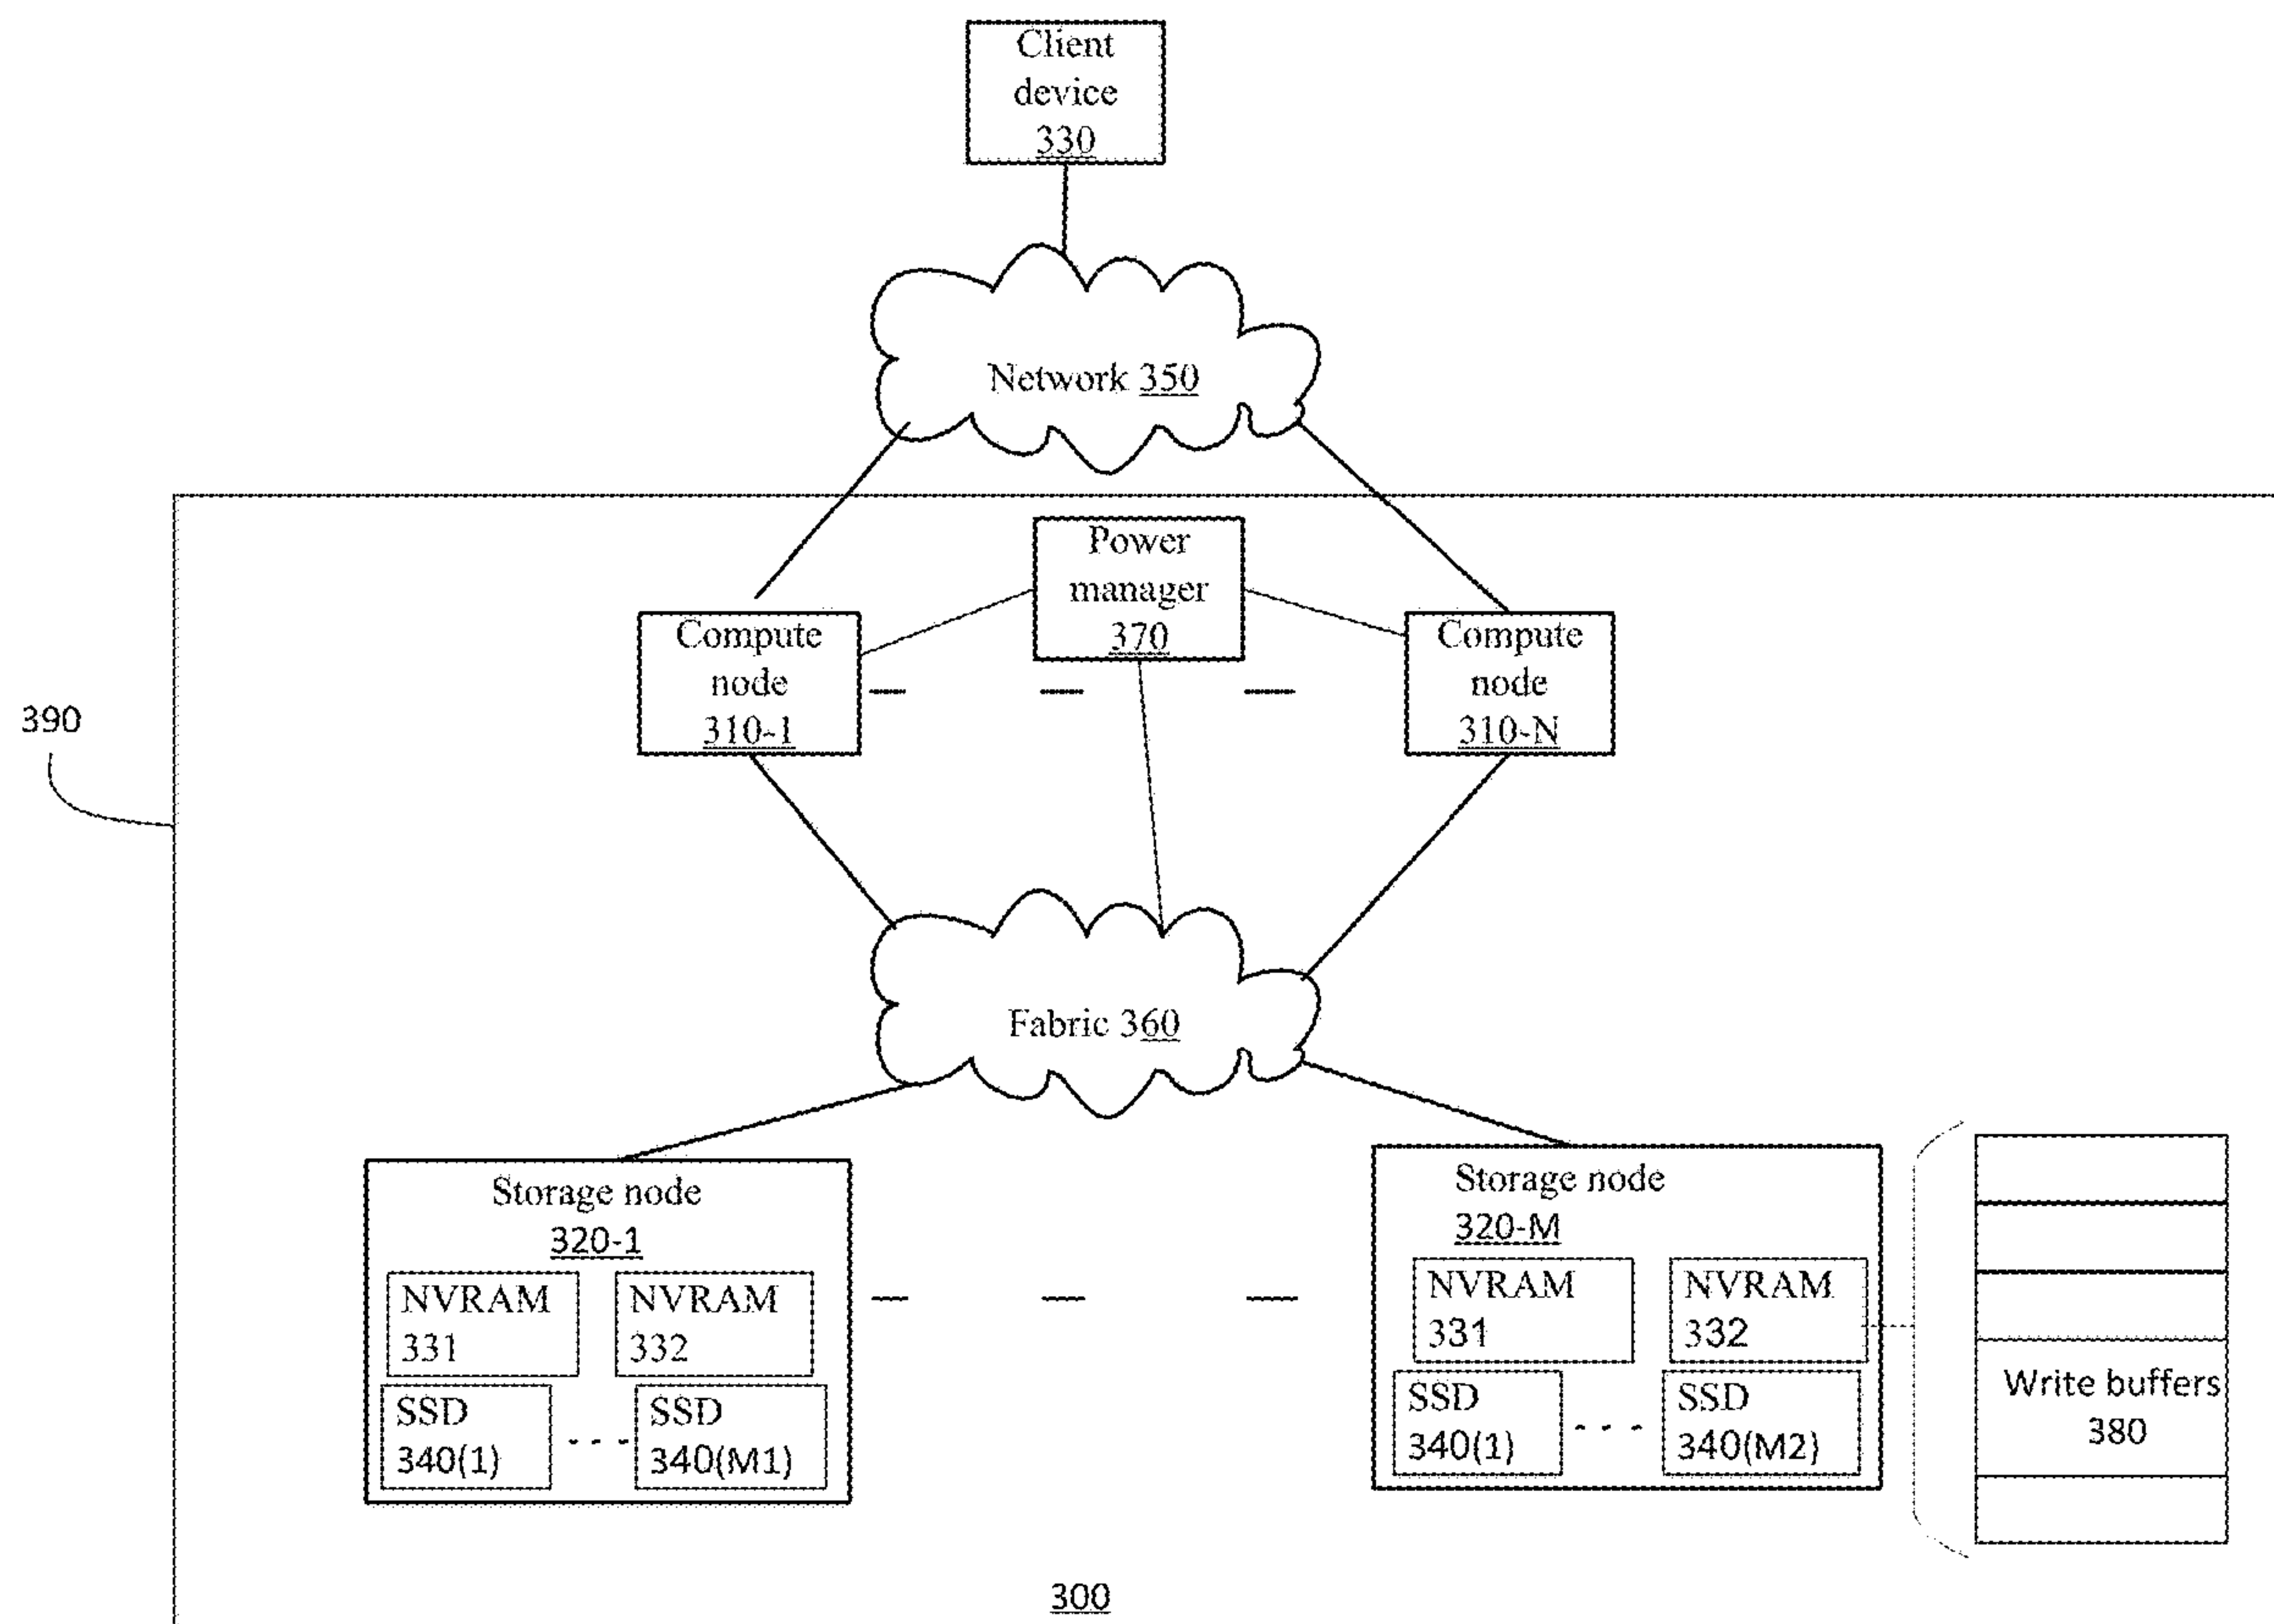 Client
device
330
Network 350
Power
manager
370
Compute
node
310-1
Compute
node
310-N
390
Fabric 360
Storage node
320-1
NVRAM
331
NVRAM
332
SSD
340(1)
SSD
340(M1)
Storage node
320-M
NVRAM
331
NVRAM
332
SSD
340(1)
SSD
340(M2)
Write buffers
380
300